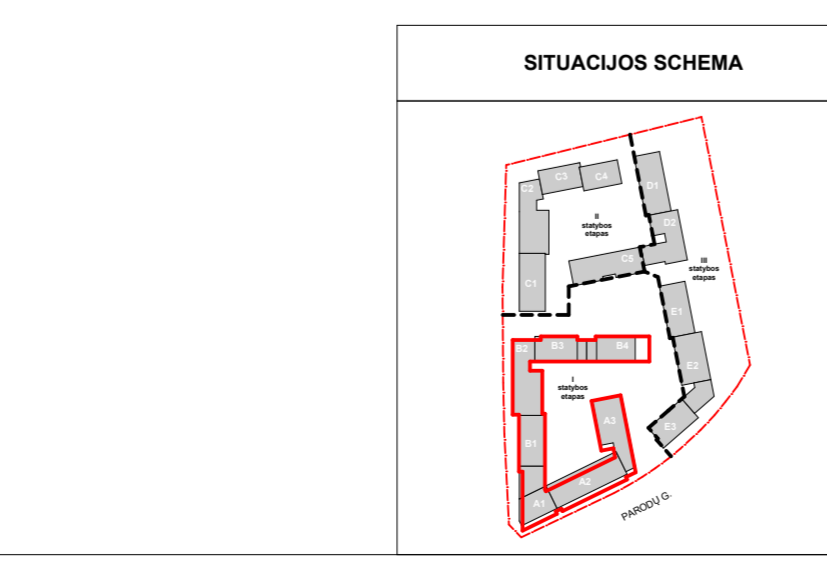 SITUACIJOS SCHEMA
C3
C4
C2
D1
II
statybos
etapas
D2
C5
III
statybos
etapas
C1
E1
B2
B3
B4
E2
I
statybos
etapas
A3
E3
B1
A2
A1
PARODŲ G.